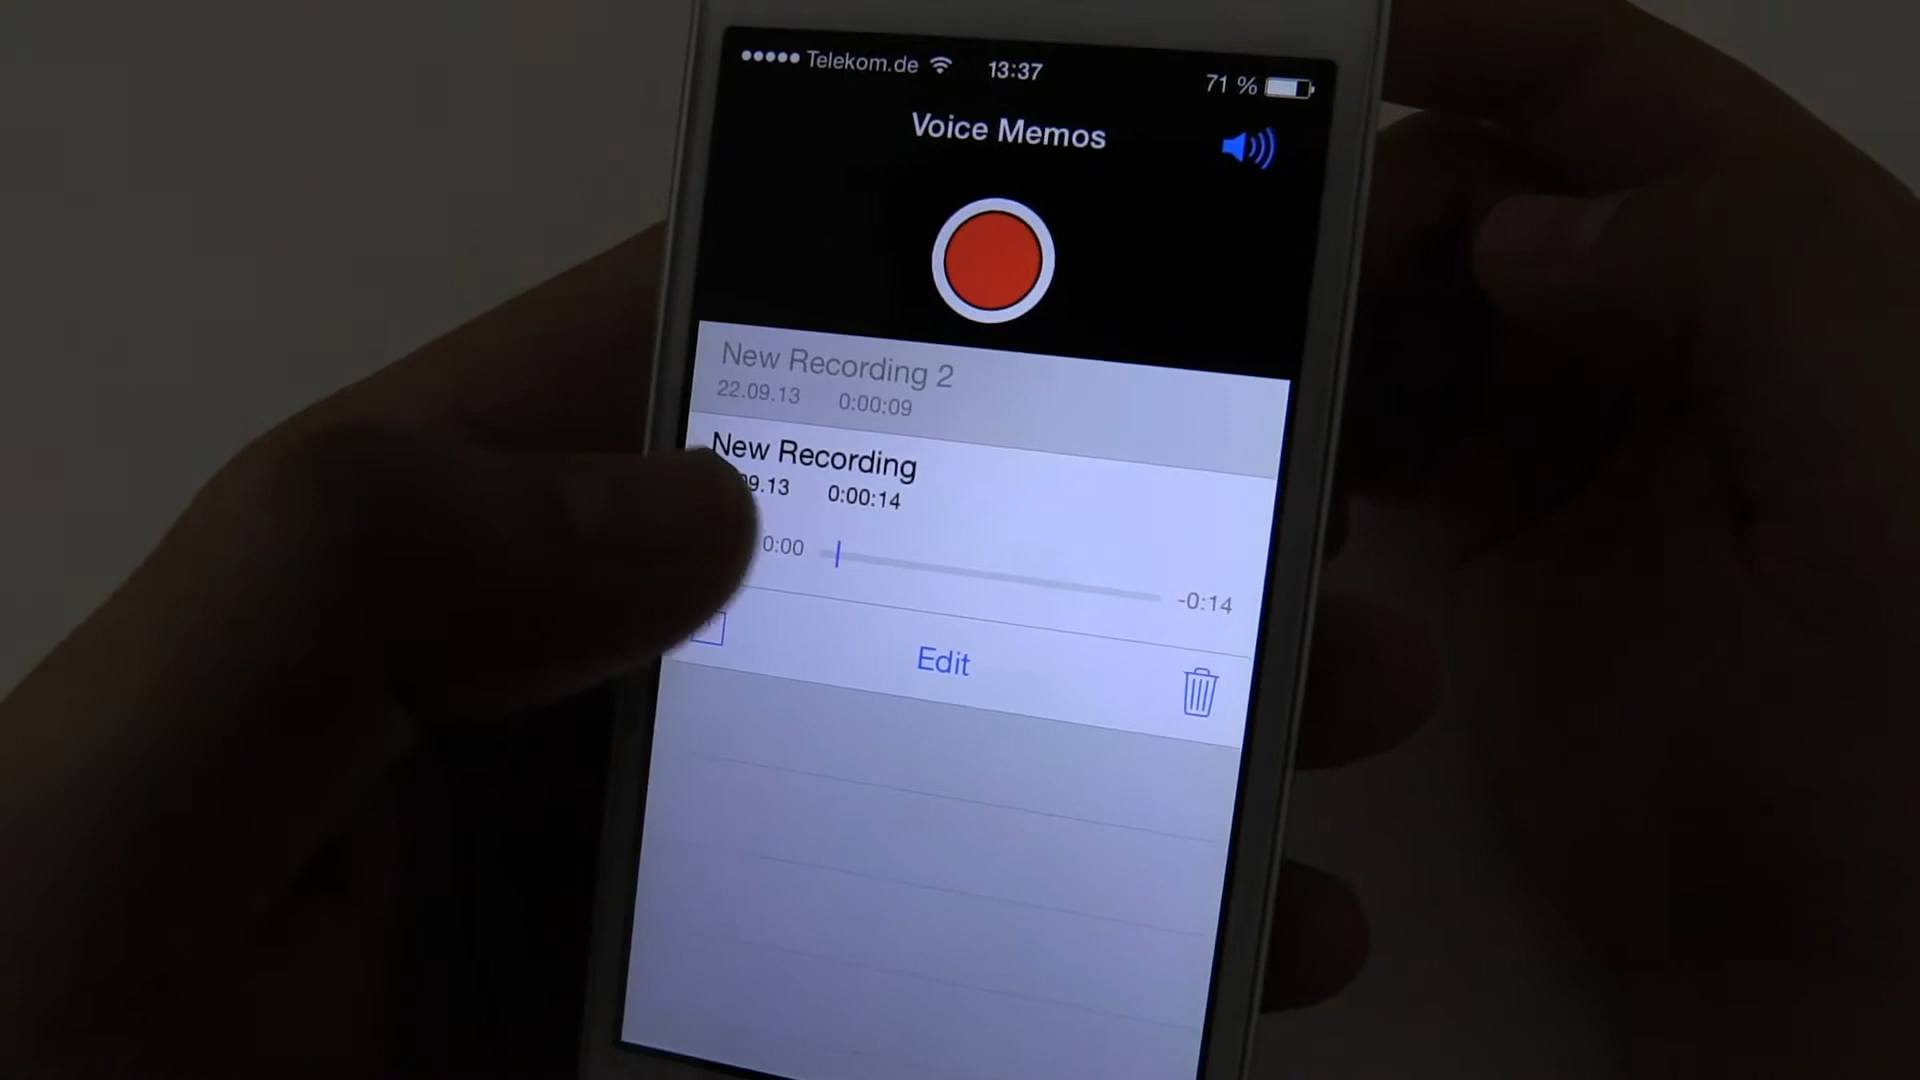 Telekom.de 13:37 71 %
Voice Memos
New Recording 2
22.09.13 0:00:09
New Recording
09.13 0:00:14
0:00 -0:14
Edit